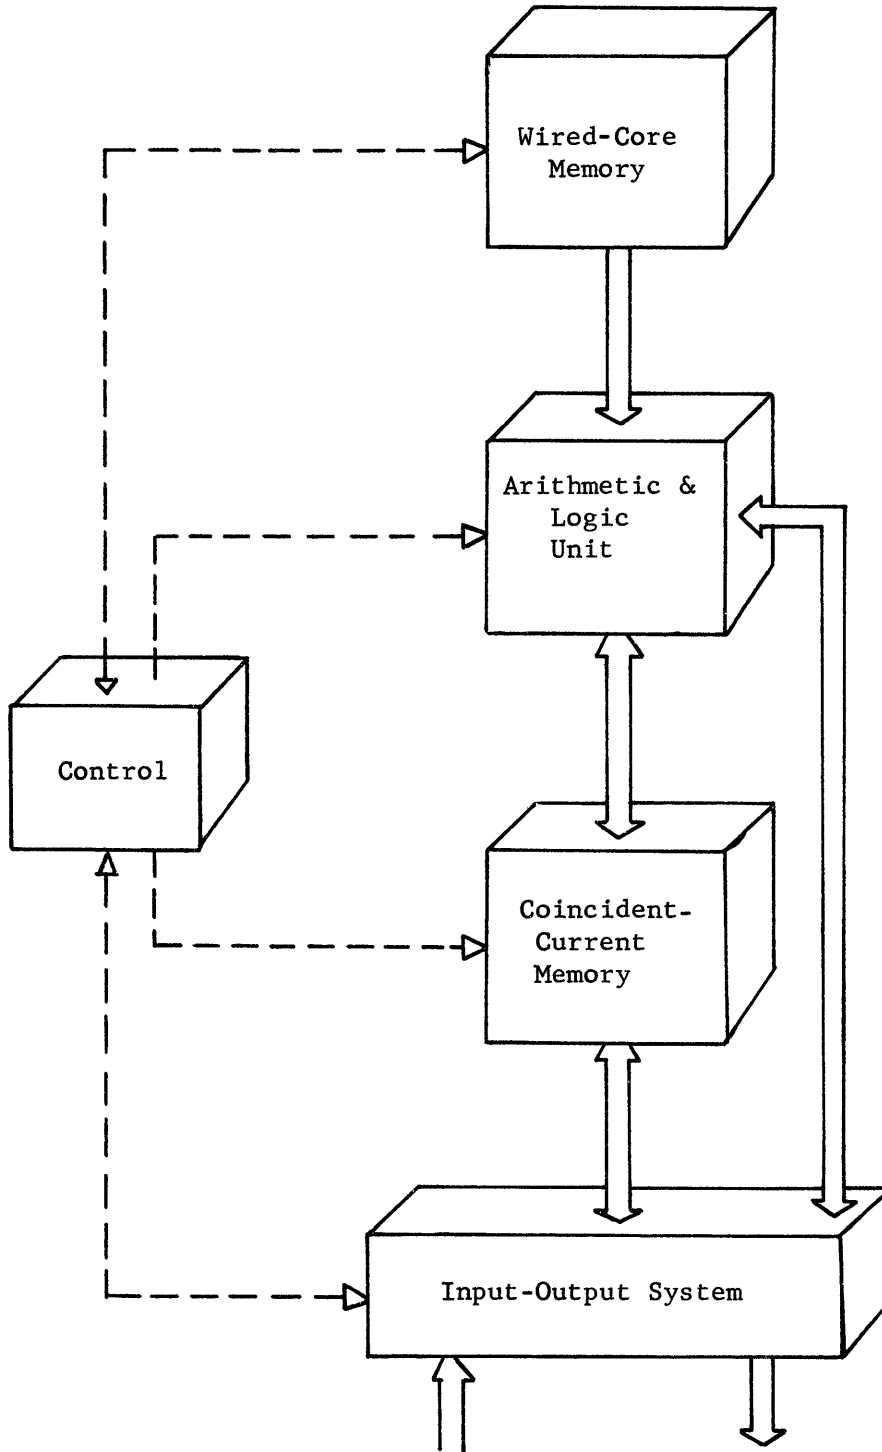 Wired-Core
Memory
Arithmetic &
Logic
Unit
Control
Coincident-
Current
Memory
Input-Output System